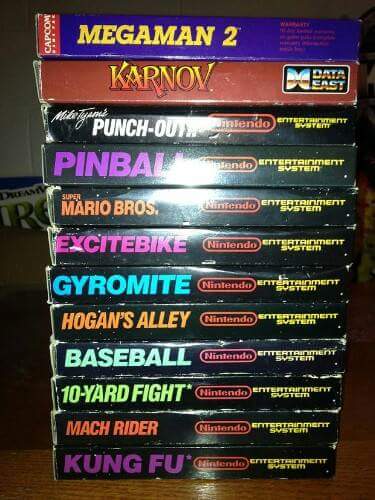 CAPCOM
MEGAMAN 2
WARRANTY
KARNOV
DATA
EAST
Mike Tyson's
PUNCH-OUT!!
Nintendo
ENTERTAINMENT
SYSTEM
PINBALL
Nintendo
ENTERTAINMENT
SYSTEM
SUPER
MARIO BROS.
Nintendo
ENTERTAINMENT
SYSTEM
EXCITEBIKE
Nintendo
ENTERTAINMENT
SYSTEM
GYROMITE
Nintendo
ENTERTAINMENT
SYSTEM
HOGAN'S ALLEY
Nintendo
ENTERTAINMENT
SYSTEM
BASEBALL
Nintendo
ENTERTAINMENT
SYSTEM
10-YARD FIGHT*
Nintendo
ENTERTAINMENT
SYSTEM
MACH RIDER
Nintendo
ENTERTAINMENT
SYSTEM
KUNG FU*
Nintendo
ENTERTAINMENT
SYSTEM